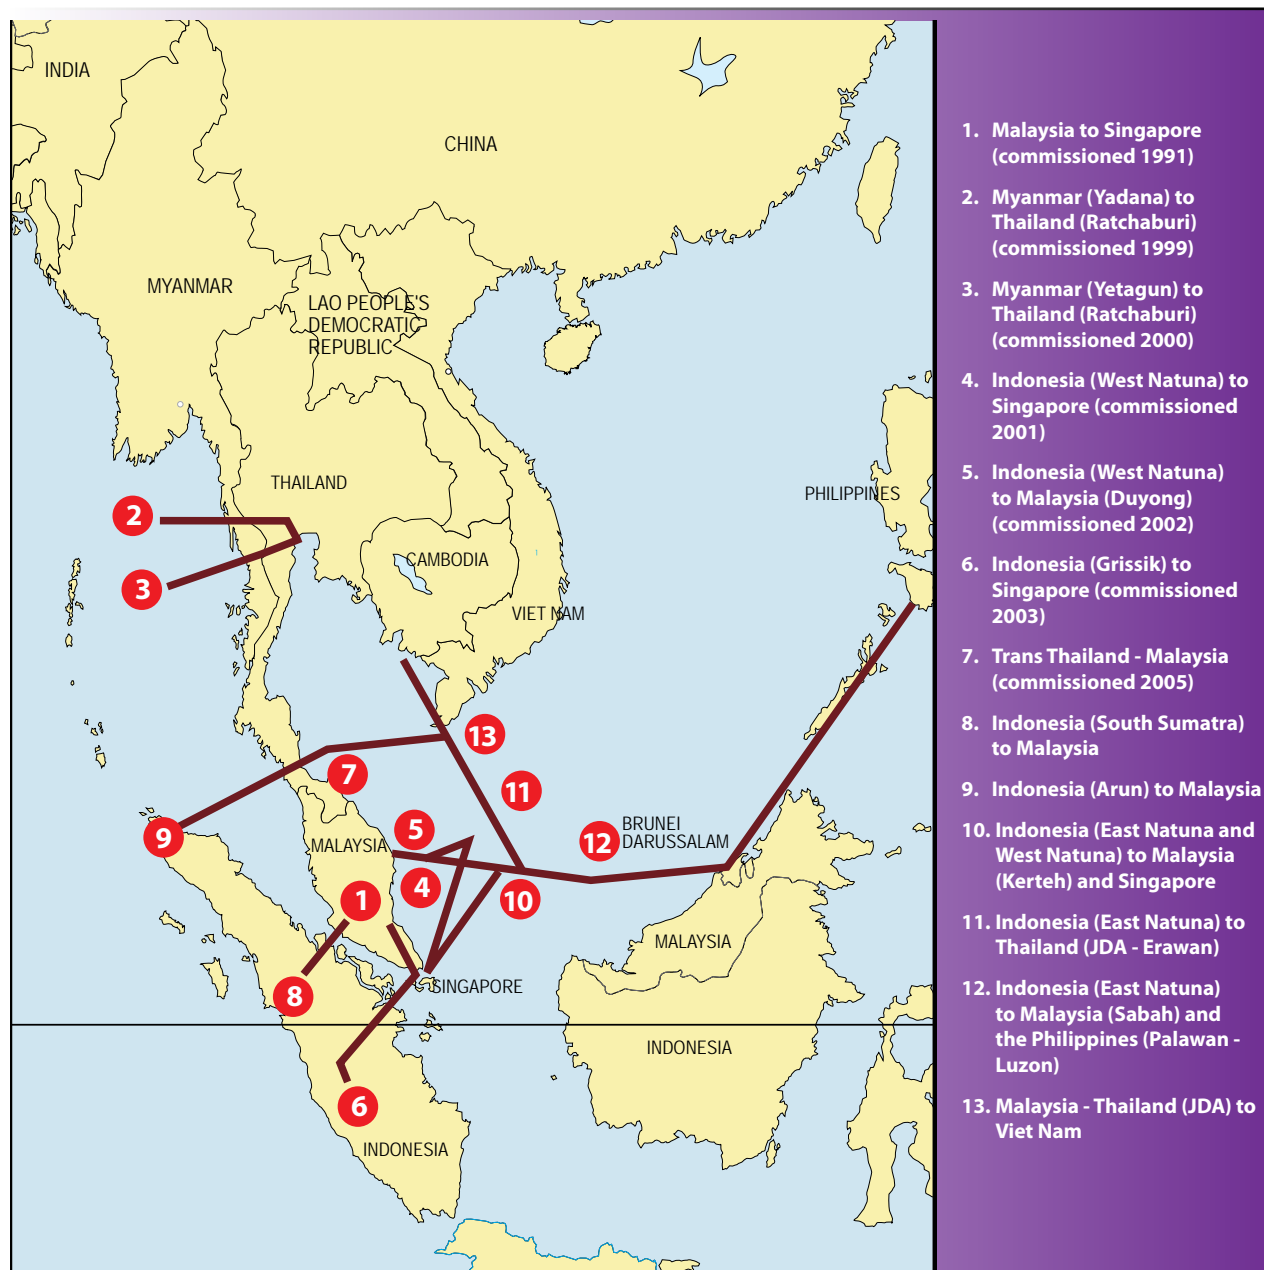 INDIA
CHINA
MYANMAR
LAO PEOPLE'S
DEMOCRATIC
REPUBLIC
THAILAND
PHILIPPINES
2
CAMBODIA
3
VIET NAM
13
7
11
9
5
12
BRUNEI
DARUSSALAM
MALAYSIA
4
10
1
MALAYSIA
SINGAPORE
8
INDONESIA
6
INDONESIA
1. Malaysia to Singapore
(commissioned 1991)
2. Myanmar (Yadana) to
Thailand (Ratchaburi)
(commissioned 1999)
3. Myanmar (Yetagun) to
Thailand (Ratchaburi)
(commissioned 2000)
4. Indonesia (West Natuna) to
Singapore (commissioned
2001)
5. Indonesia (West Natuna)
to Malaysia (Duyong)
(commissioned 2002)
6. Indonesia (Grissik) to
Singapore (commissioned
2003)
7. Trans Thailand - Malaysia
(commissioned 2005)
8. Indonesia (South Sumatra)
to Malaysia
9. Indonesia (Arun) to Malaysia
10. Indonesia (East Natuna and
West Natuna) to Malaysia
(Kerteh) and Singapore
11. Indonesia (East Natuna) to
Thailand (JDA - Erawan)
12. Indonesia (East Natuna)
to Malaysia (Sabah) and
the Philippines (Palawan -
Luzon)
13. Malaysia - Thailand (JDA) to
Viet Nam